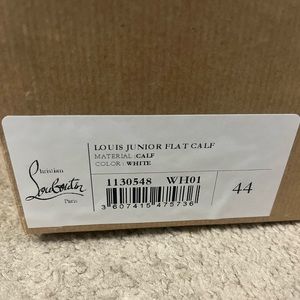 Christian
Louboutin
Paris
LOUIS JUNIOR FLAT CALF
MATERIAL :CALF
COLOR : WHITE
1130548 WH01
3 607415 475736
44